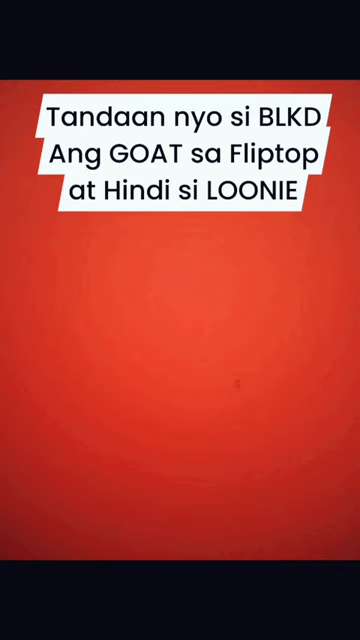 Tandaan nyo si BLKD
Ang GOAT sa Fliptop
at Hindi si LOONIE